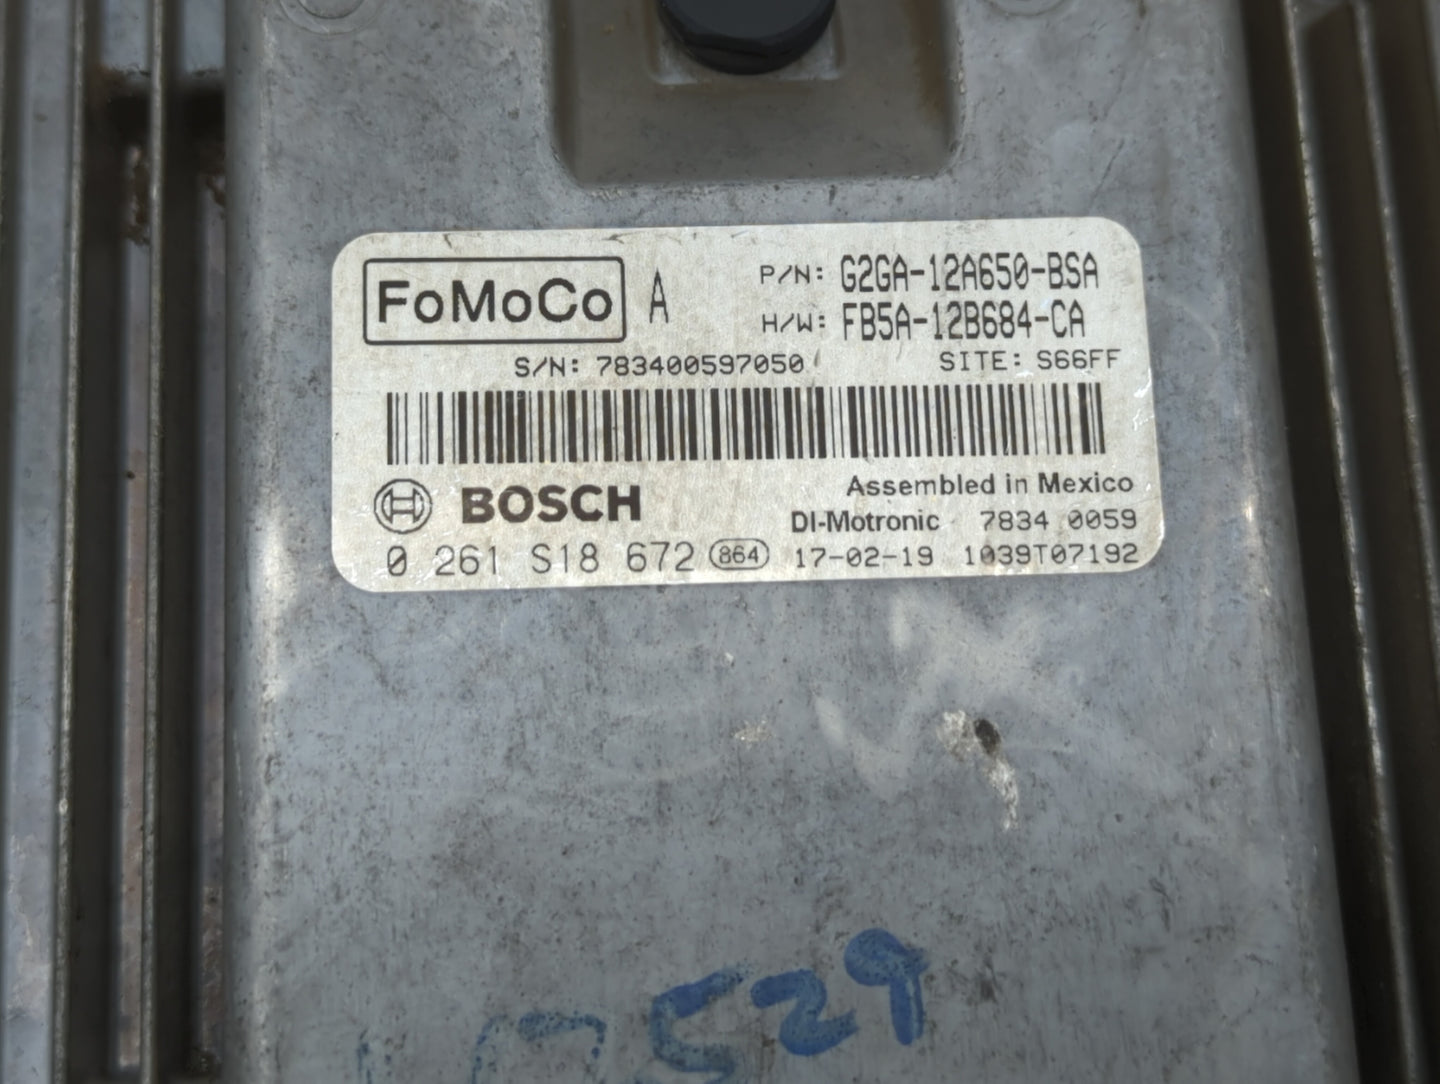 FoMoCo A P/N: G2GA-12A650-BSA
H/W: FB5A-12B684-CA
S/N: 783400597050 SITE: S66FF
BOSCH Assembled in Mexico
DI-Motronic 7834 0059
0 261 S18 672 864 17-02-19 1039T07192
529